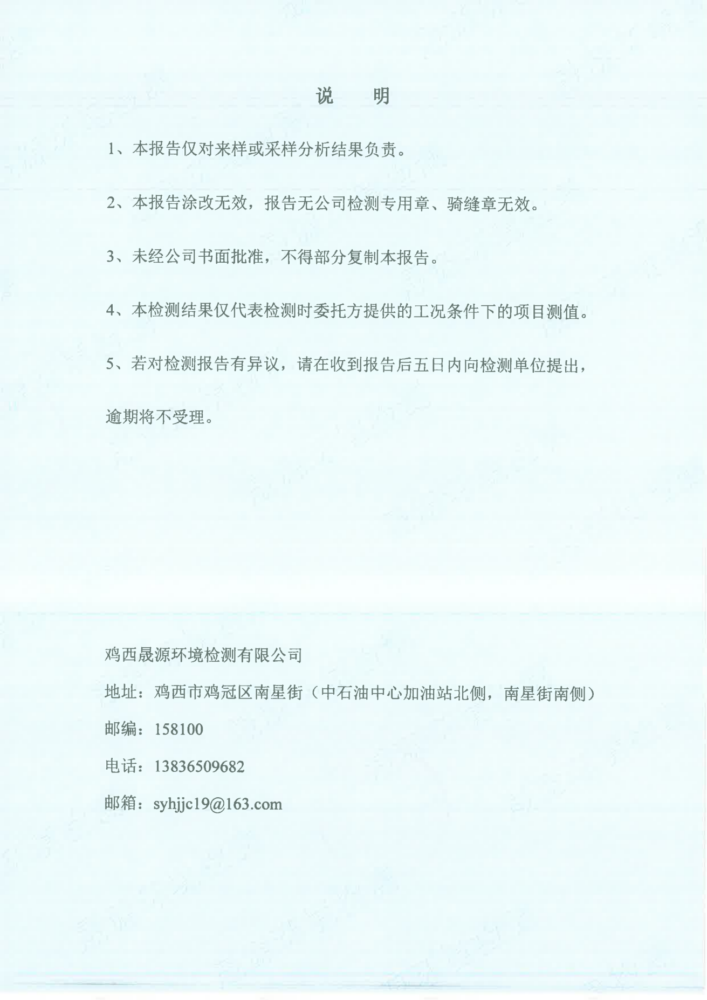 说 明
1、本报告仅对来样或采样分析结果负责。
2、本报告涂改无效，报告无公司检测专用章、骑缝章无效。
3、未经公司书面批准，不得部分复制本报告。
4、本检测结果仅代表检测时委托方提供的工况条件下的项目测值。
5、若对检测报告有异议，请在收到报告后五日内向检测单位提出，
逾期将不受理。
鸡西晟源环境检测有限公司
地址：鸡西市鸡冠区南星街（中石油中心加油站北侧，南星街南侧）
邮编：158100
电话：13836509682
邮箱：syhjjc19@163.com